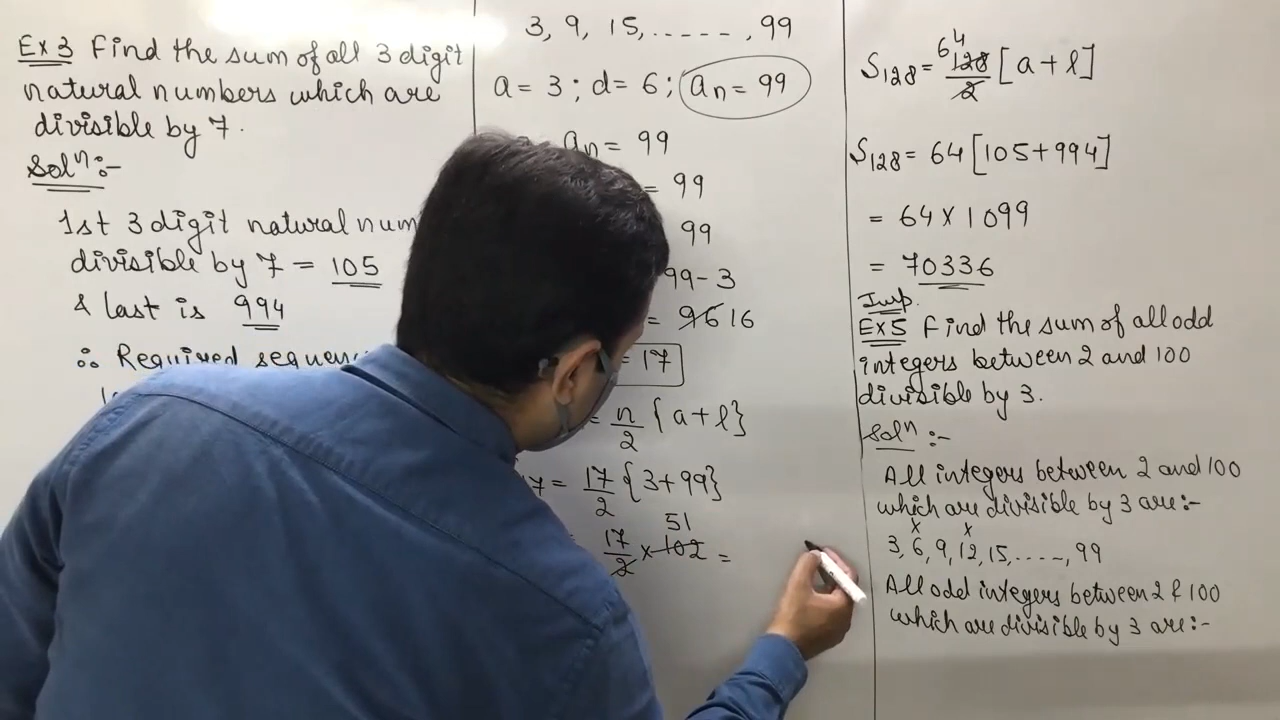 Ex 3 Find the sum of all 3 digit
natural numbers which are
divisible by 7.
Solⁿ:-
1st 3 digit natural num
divisible by 7 = 105
& last is 994
∴ Required sequen
3, 9, 15, ....., 99
a = 3 ; d = 6 ; aₙ = 99
aₙ = 99
= 99
99
99 - 3
= 96 16
= 17
= n/2 {a + l}
7 = 17/2 {3 + 99}
51
17/2 × 102 =
64
S₁₂₈ = 128/2 [a + l]
S₁₂₈ = 64 [105 + 994]
= 64 × 1099
= 70336
Imp.
Ex 5 Find the sum of all odd
integers between 2 and 100
divisible by 3.
Solⁿ :-
All integers between 2 and 100
which are divisible by 3 are :-
x x
3, 6, 9, 12, 15, ....., 99
All odd integers between 2 & 100
which are divisible by 3 are :-